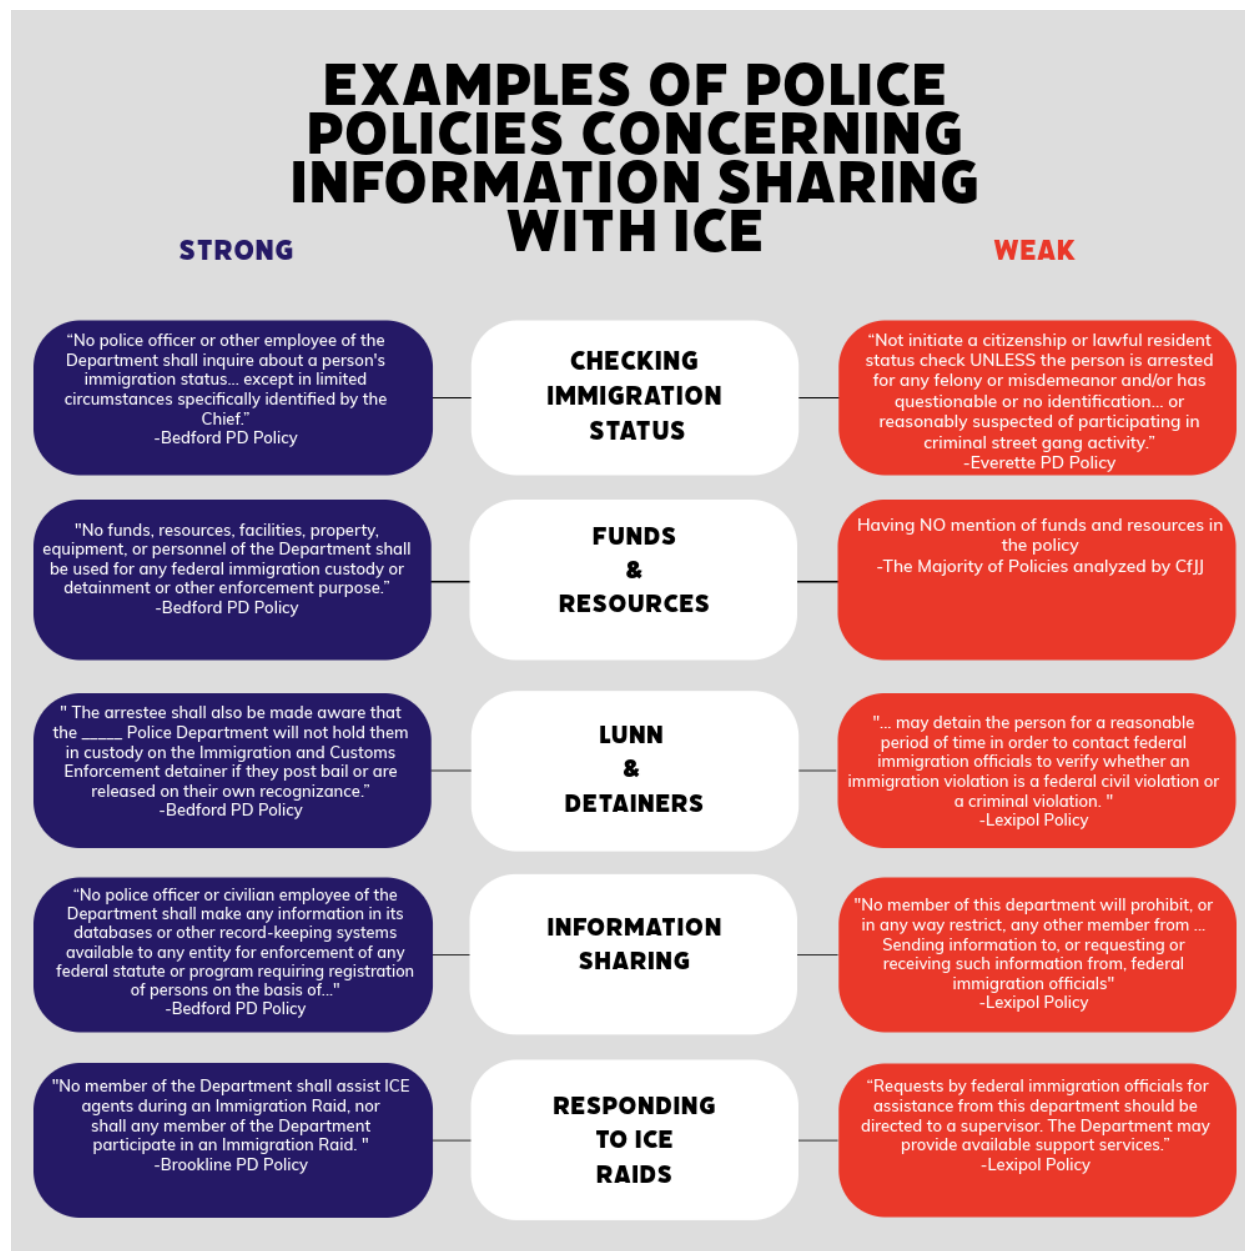 EXAMPLES OF POLICE
POLICIES CONCERNING
INFORMATION SHARING
WITH ICE
STRONG
WEAK
“No police officer or other employee of the
Department shall inquire about a person's
immigration status... except in limited
circumstances specifically identified by the
Chief.”
-Bedford PD Policy
CHECKING
IMMIGRATION
STATUS
“Not initiate a citizenship or lawful resident
status check UNLESS the person is arrested
for any felony or misdemeanor and/or has
questionable or no identification... or
reasonably suspected of participating in
criminal street gang activity.”
-Everette PD Policy
"No funds, resources, facilities, property,
equipment, or personnel of the Department shall
be used for any federal immigration custody or
detainment or other enforcement purpose.”
-Bedford PD Policy
FUNDS
&
RESOURCES
Having NO mention of funds and resources in
the policy
-The Majority of Policies analyzed by CfJJ
" The arrestee shall also be made aware that
the _____ Police Department will not hold them
in custody on the Immigration and Customs
Enforcement detainer if they post bail or are
released on their own recognizance.”
-Bedford PD Policy
LUNN
&
DETAINERS
"... may detain the person for a reasonable
period of time in order to contact federal
immigration officials to verify whether an
immigration violation is a federal civil violation or
a criminal violation. "
-Lexipol Policy
“No police officer or civilian employee of the
Department shall make any information in its
databases or other record-keeping systems
available to any entity for enforcement of any
federal statute or program requiring registration
of persons on the basis of..."
-Bedford PD Policy
INFORMATION
SHARING
"No member of this department will prohibit, or
in any way restrict, any other member from ...
Sending information to, or requesting or
receiving such information from, federal
immigration officials"
-Lexipol Policy
"No member of the Department shall assist ICE
agents during an Immigration Raid, nor
shall any member of the Department
participate in an Immigration Raid. "
-Brookline PD Policy
RESPONDING
TO ICE
RAIDS
“Requests by federal immigration officials for
assistance from this department should be
directed to a supervisor. The Department may
provide available support services.”
-Lexipol Policy